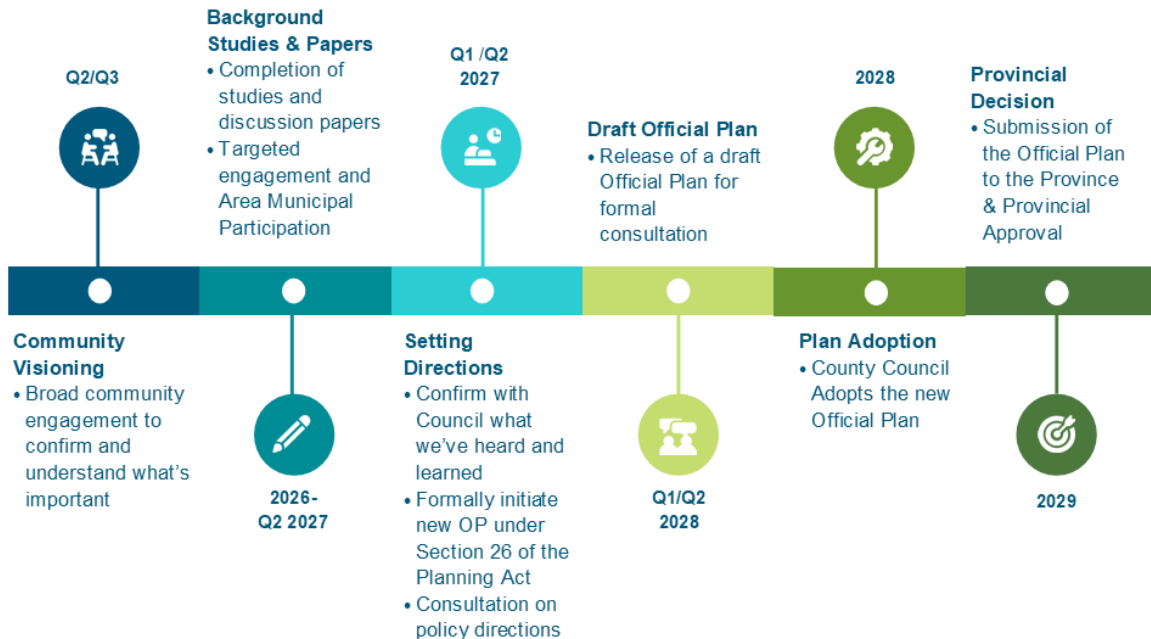 Q2/Q3
Community
Visioning
• Broad community
engagement to
confirm and
understand what's
important
Background
Studies & Papers
• Completion of
studies and
discussion papers
• Targeted
engagement and
Area Municipal
Participation
2026-
Q2 2027
Q1 /Q2
2027
Setting
Directions
• Confirm with
Council what
we've heard and
learned
• Formally initiate
new OP under
Section 26 of the
Planning Act
• Consultation on
policy directions
Draft Official Plan
• Release of a draft
Official Plan for
formal
consultation
Q1/Q2
2028
2028
Plan Adoption
• County Council
Adopts the new
Official Plan
Provincial
Decision
• Submission of
the Official Plan
to the Province
& Provincial
Approval
2029